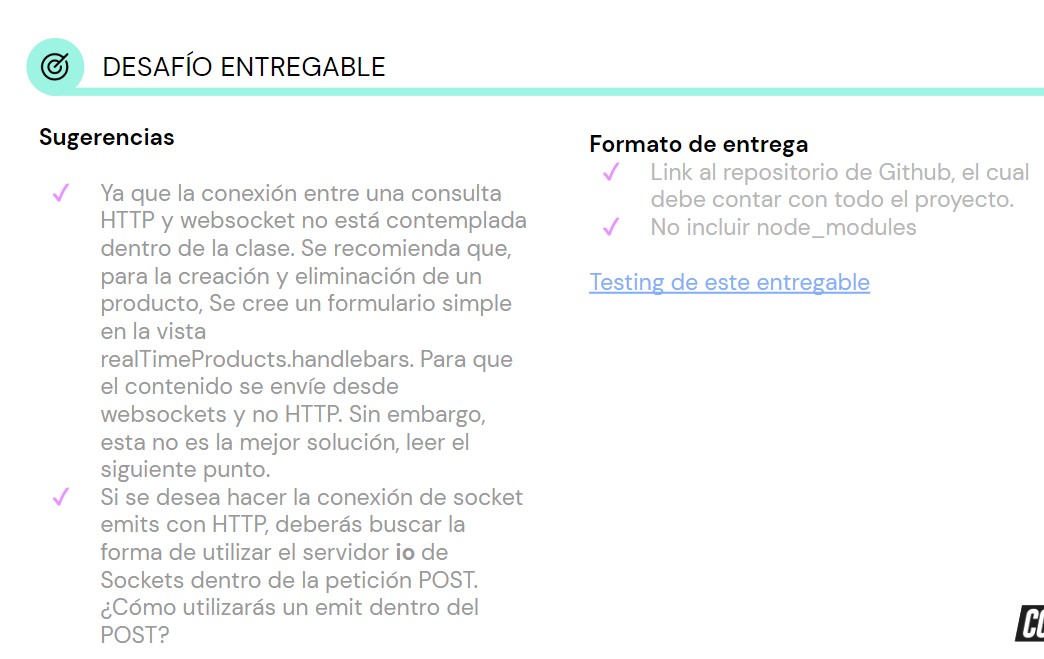 DESAFÍO ENTREGABLE
Sugerencias
Ya que la conexión entre una consulta
HTTP y websocket no está contemplada
dentro de la clase. Se recomienda que,
para la creación y eliminación de un
producto, Se cree un formulario simple
en la vista
realTimeProducts.handlebars. Para que
el contenido se envíe desde
websockets y no HTTP. Sin embargo,
esta no es la mejor solución, leer el
siguiente punto.
Si se desea hacer la conexión de socket
emits con HTTP, deberás buscar la
forma de utilizar el servidor io de
Sockets dentro de la petición POST.
¿Cómo utilizarás un emit dentro del
POST?
Formato de entrega
Link al repositorio de Github, el cual
debe contar con todo el proyecto.
No incluir node_modules
Testing de este entregable